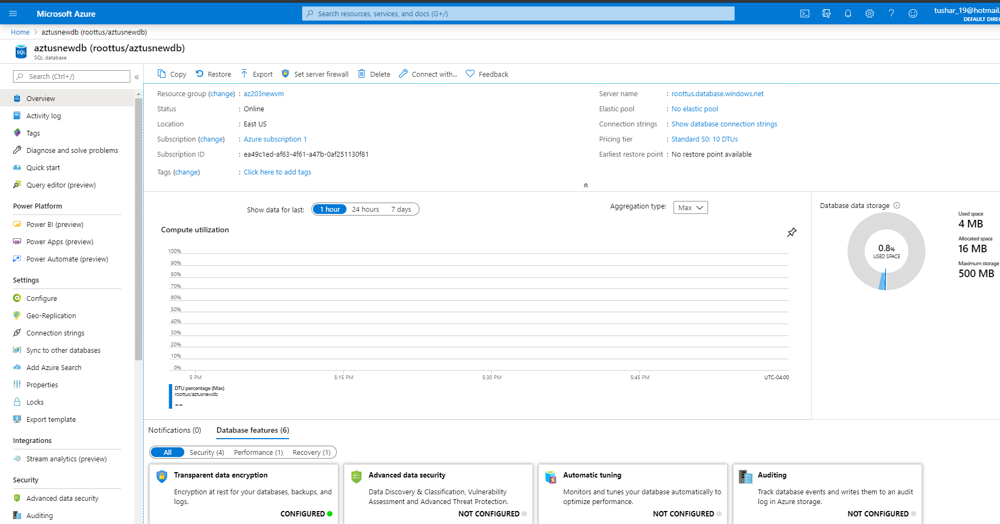 Microsoft Azure
Search resources, services, and docs (G+/)
tushar_19@hotmail.
DEFAULT DIREC
Home > aztusnewdb (roottus/aztusnewdb)
aztusnewdb (roottus/aztusnewdb)
SQL database
Search (Ctrl+/)
«
Overview
Activity log
Tags
Diagnose and solve problems
Quick start
Query editor (preview)
Power Platform
Power BI (preview)
Power Apps (preview)
Power Automate (preview)
Settings
Configure
Geo-Replication
Connection strings
Sync to other databases
Add Azure Search
Properties
Locks
Export template
Integrations
Stream analytics (preview)
Security
Advanced data security
Auditing
Copy Restore Export Set server firewall Delete Connect with... Feedback
Resource group (change) : az203newvm
Status : Online
Location : East US
Subscription (change) : Azure subscription 1
Subscription ID : ea49c1ed-af63-4f61-a47b-0af251130f81
Tags (change) : Click here to add tags
Server name : roottus.database.windows.net
Elastic pool : No elastic pool
Connection strings : Show database connection strings
Pricing tier : Standard S0: 10 DTUs
Earliest restore point : No restore point available
Show data for last: 1 hour 24 hours 7 days
Aggregation type: Max
Compute utilization
100%
90%
80%
70%
60%
50%
40%
30%
20%
10%
0%
5 PM 5:15 PM 5:30 PM 5:45 PM UTC-04:00
DTU percentage (Max)
roottus/aztusnewdb
--
Database data storage
0.8%
USED SPACE
Used space
4 MB
Allocated space
16 MB
Maximum storage
500 MB
Notifications (0) Database features (6)
All Security (4) Performance (1) Recovery (1)
Transparent data encryption
Encryption at rest for your databases, backups, and
logs.
CONFIGURED
Advanced data security
Data Discovery & Classification, Vulnerability
Assessment and Advanced Threat Protection.
NOT CONFIGURED
Automatic tuning
Monitors and tunes your database automatically to
optimize performance.
NOT CONFIGURED
Auditing
Track database events and writes them to an audit
log in Azure storage.
NOT CONFIGURED